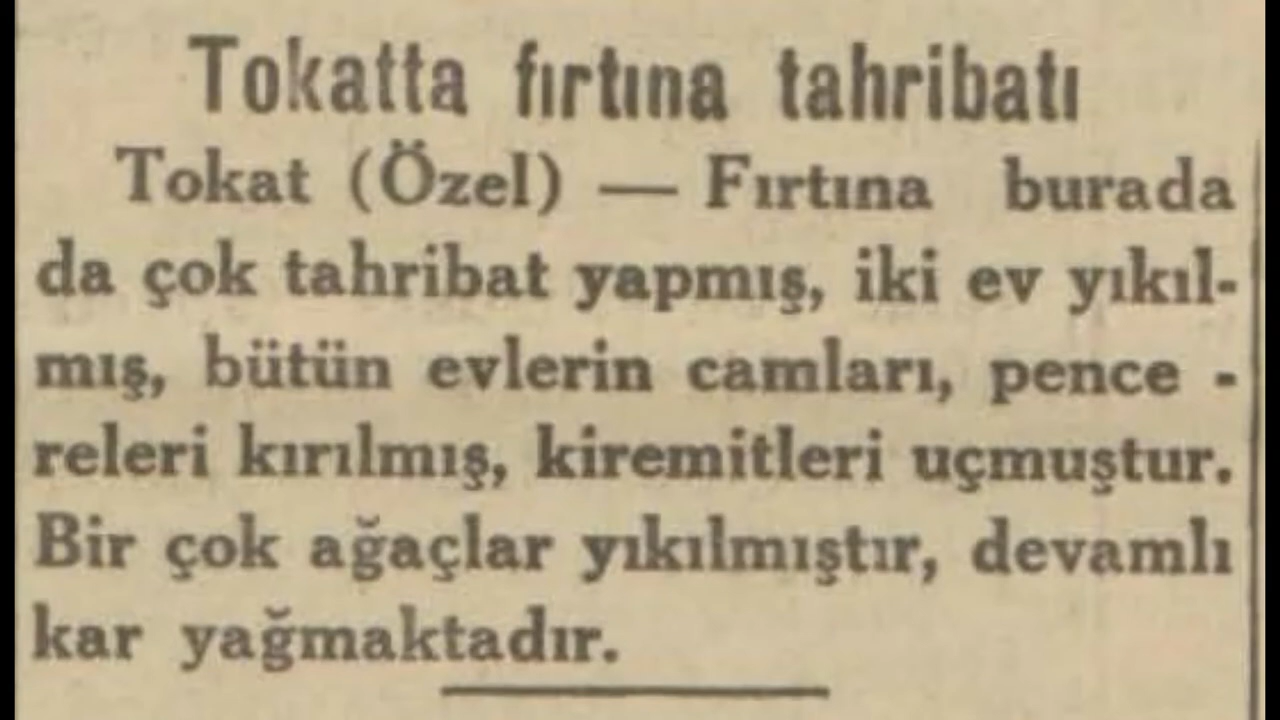 Tokatta fırtına tahribatı
Tokat (Özel) — Fırtına burada
da çok tahribat yapmış, iki ev yıkıl-
mış, bütün evlerin camları, pence -
releri kırılmış, kiremitleri uçmuştur.
Bir çok ağaçlar yıkılmıştır, devamlı
kar yağmaktadır.